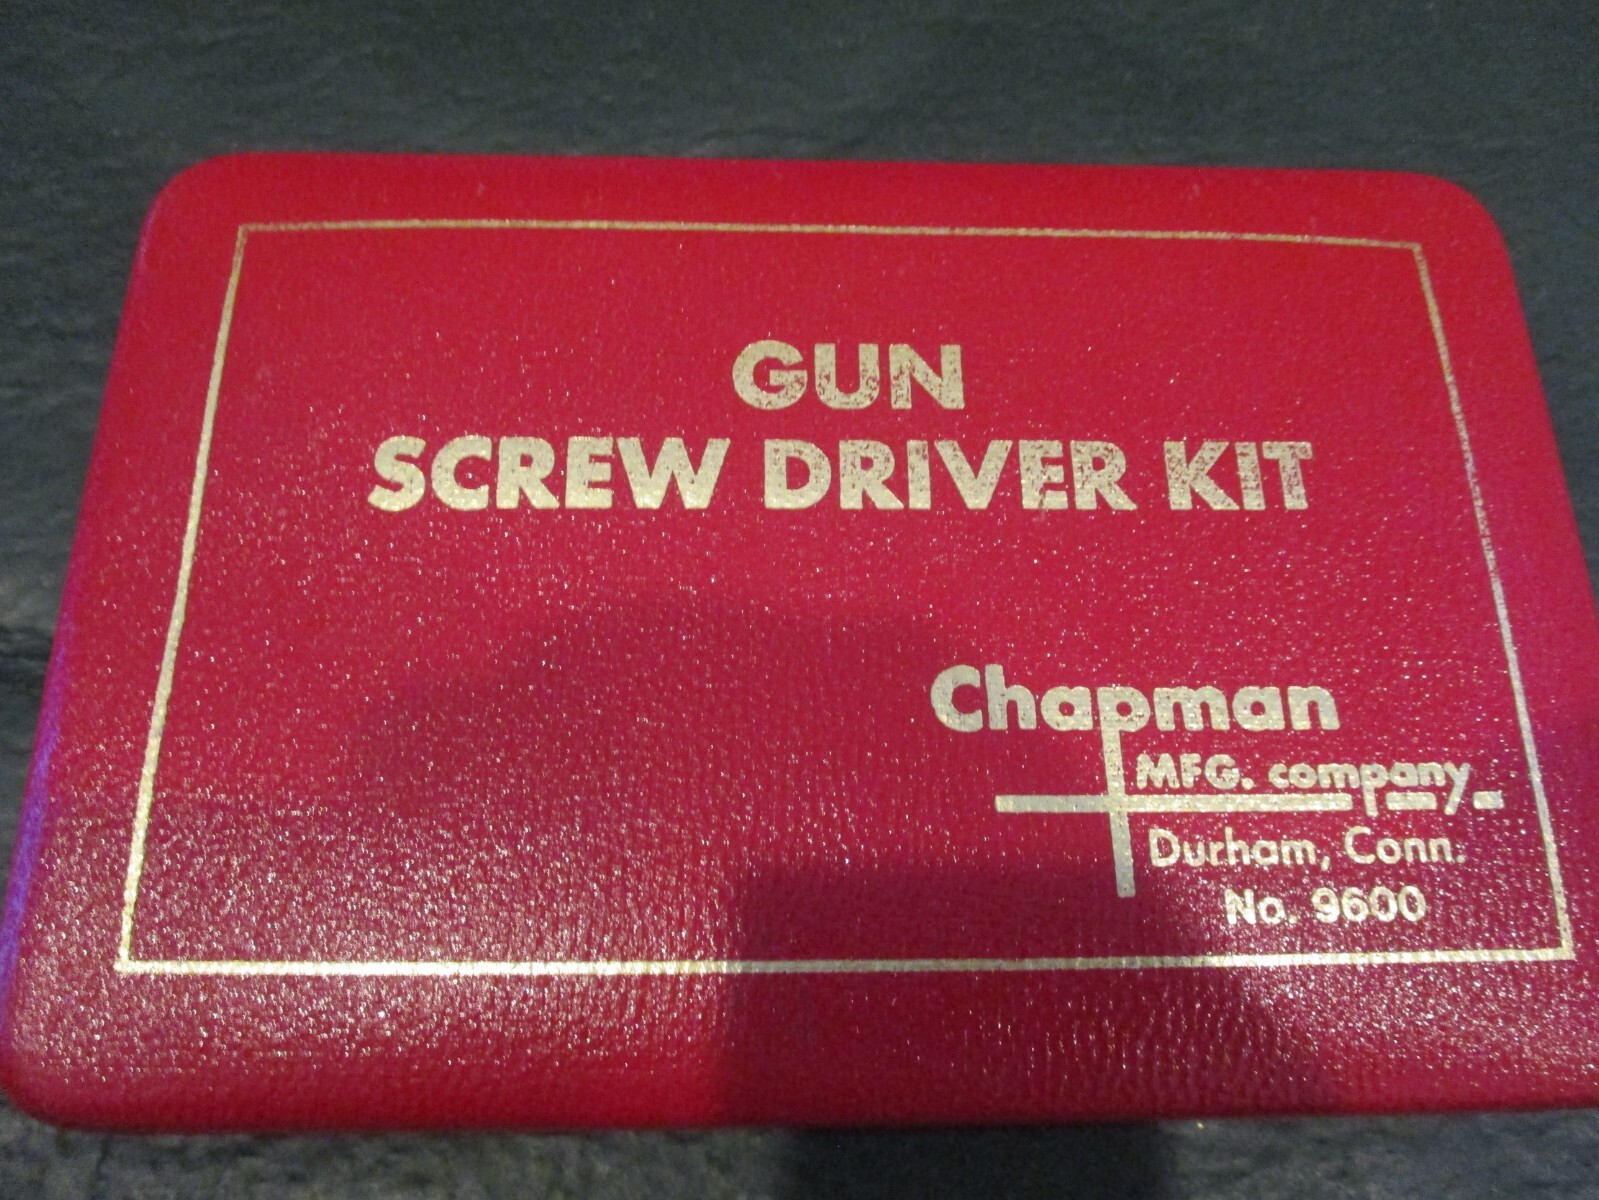 GUN
SCREW DRIVER KIT
Chapman
MFG. company
Durham, Conn.
No. 9600